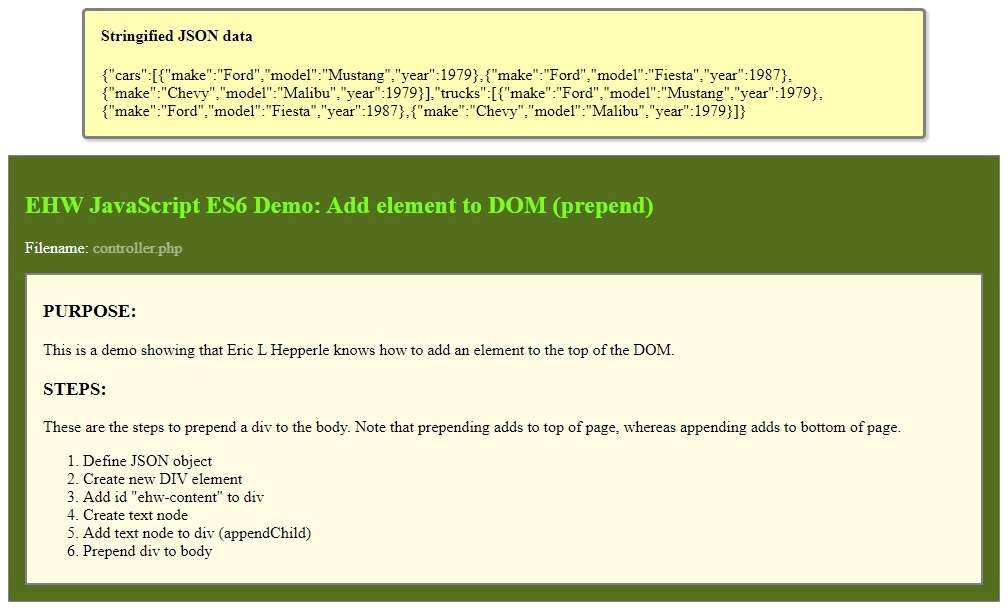 Stringified JSON data
{"cars":[{"make":"Ford","model":"Mustang","year":1979},{"make":"Ford","model":"Fiesta","year":1987},
{"make":"Chevy","model":"Malibu","year":1979}],"trucks":[{"make":"Ford","model":"Mustang","year":1979},
{"make":"Ford","model":"Fiesta","year":1987},{"make":"Chevy","model":"Malibu","year":1979}]}
EHW JavaScript ES6 Demo: Add element to DOM (prepend)
Filename: controller.php
PURPOSE:
This is a demo showing that Eric L Hepperle knows how to add an element to the top of the DOM.
STEPS:
These are the steps to prepend a div to the body. Note that prepending adds to top of page, whereas appending adds to bottom of page.
1. Define JSON object
2. Create new DIV element
3. Add id "ehw-content" to div
4. Create text node
5. Add text node to div (appendChild)
6. Prepend div to body